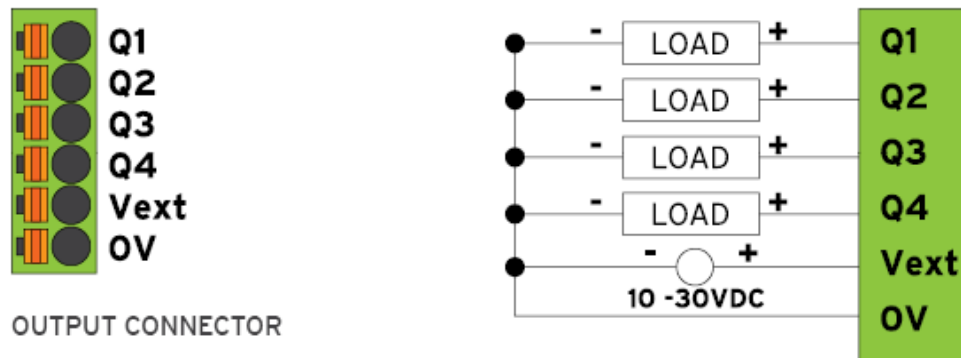 Q1
Q2
Q3
Q4
Vext
0V
OUTPUT CONNECTOR
- LOAD + Q1
- LOAD + Q2
- LOAD + Q3
- LOAD + Q4
- + Vext
10 -30VDC
0V